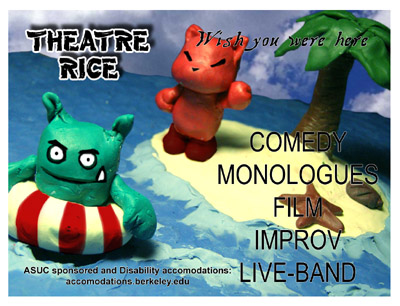 THEATRE
RICE
Wish you were here
COMEDY
MONOLOGUES
FILM
IMPROV
LIVE-BAND
ASUC sponsored and Disability accomodations:
accomodations.berkeley.edu